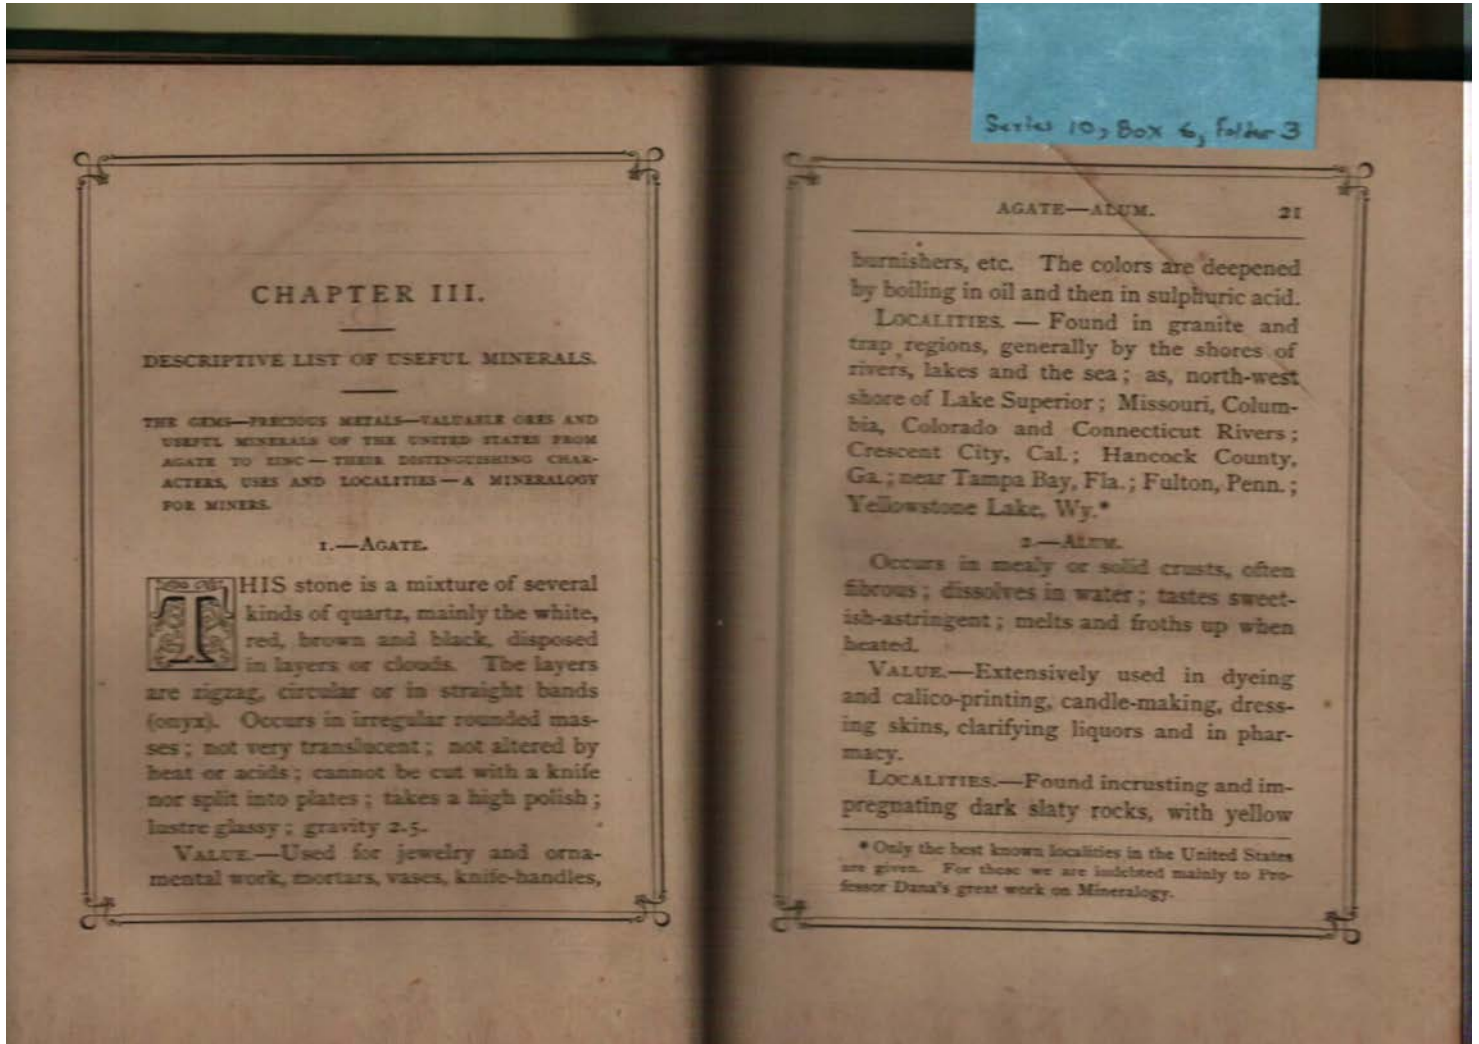 Series 10, Box 6, Folder 3
CHAPTER III.
DESCRIPTIVE LIST OF USEFUL MINERALS.
THE GEMS—PRECIOUS METALS—VALUABLE ORES AND
USEFUL MINERALS OF THE UNITED STATES FROM
AGATE TO ZINC—THEIR DISTINGUISHING CHAR-
ACTERS, USES AND LOCALITIES—A MINERALOGY
FOR MINERS.
1.—AGATE.
THIS stone is a mixture of several
kinds of quartz, mainly the white,
red, brown and black, disposed
in layers or clouds. The layers
are zigzag, circular or in straight bands
(onyx). Occurs in irregular rounded mas-
ses; not very translucent; not altered by
heat or acids; cannot be cut with a knife
nor split into plates; takes a high polish;
lustre glassy; gravity 2.5.
VALUE.—Used for jewelry and orna-
mental work, mortars, vases, knife-handles,
AGATE—ALUM. 21
burnishers, etc. The colors are deepened
by boiling in oil and then in sulphuric acid.
LOCALITIES.—Found in granite and
trap regions, generally by the shores of
rivers, lakes and the sea; as, north-west
shore of Lake Superior; Missouri, Colum-
bia, Colorado and Connecticut Rivers;
Crescent City, Cal.; Hancock County,
Ga.; near Tampa Bay, Fla.; Fulton, Penn.;
Yellowstone Lake, Wy.*
2.—ALUM.
Occurs in mealy or solid crusts, often
fibrous; dissolves in water; tastes sweet-
ish-astringent; melts and froths up when
heated.
VALUE.—Extensively used in dyeing
and calico-printing, candle-making, dress-
ing skins, clarifying liquors and in phar-
macy.
LOCALITIES.—Found incrusting and im-
pregnating dark slaty rocks, with yellow
* Only the best known localities in the United States
are given. For these we are indebted mainly to Pro-
fessor Dana's great work on Mineralogy.